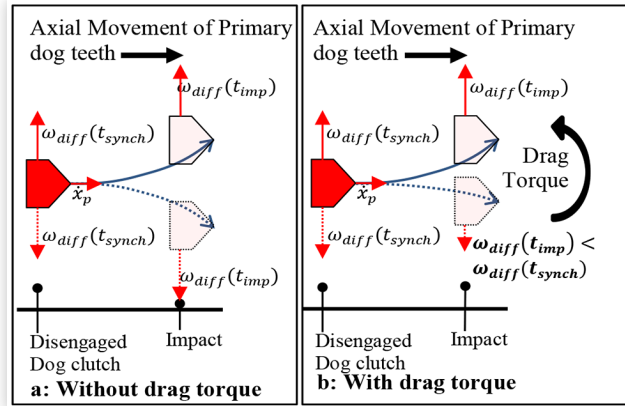 Axial Movement of Primary
dog teeth
ω_diff(t_imp)
ω_diff(t_synch)
ẋ_p
ω_diff(t_synch)
ω_diff(t_imp)
Disengaged
Dog clutch
Impact
a: Without drag torque
Axial Movement of Primary
dog teeth
ω_diff(t_imp)
ω_diff(t_synch)
Drag
Torque
ẋ_p
ω_diff(t_synch)
ω_diff(t_imp) <
ω_diff(t_synch)
Disengaged
Dog clutch
Impact
b: With drag torque